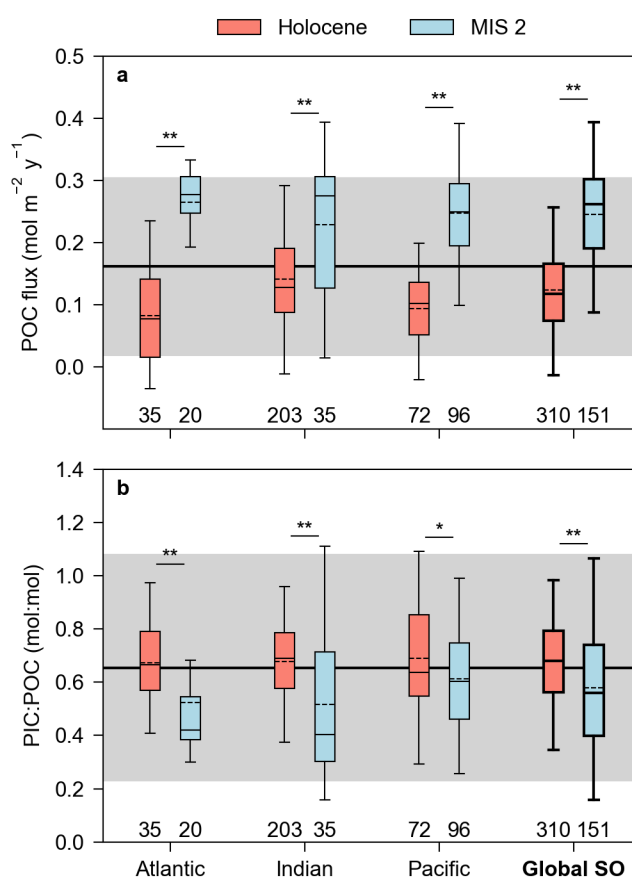 Holocene MIS 2
a
POC flux (mol m⁻² y⁻¹)
0.5
0.4
0.3
0.2
0.1
0.0
** ** ** **
35 20 203 35 72 96 310 151
b
PIC:POC (mol:mol)
1.4
1.2
1.0
0.8
0.6
0.4
0.2
0.0
** ** * **
35 20 203 35 72 96 310 151
Atlantic Indian Pacific Global SO